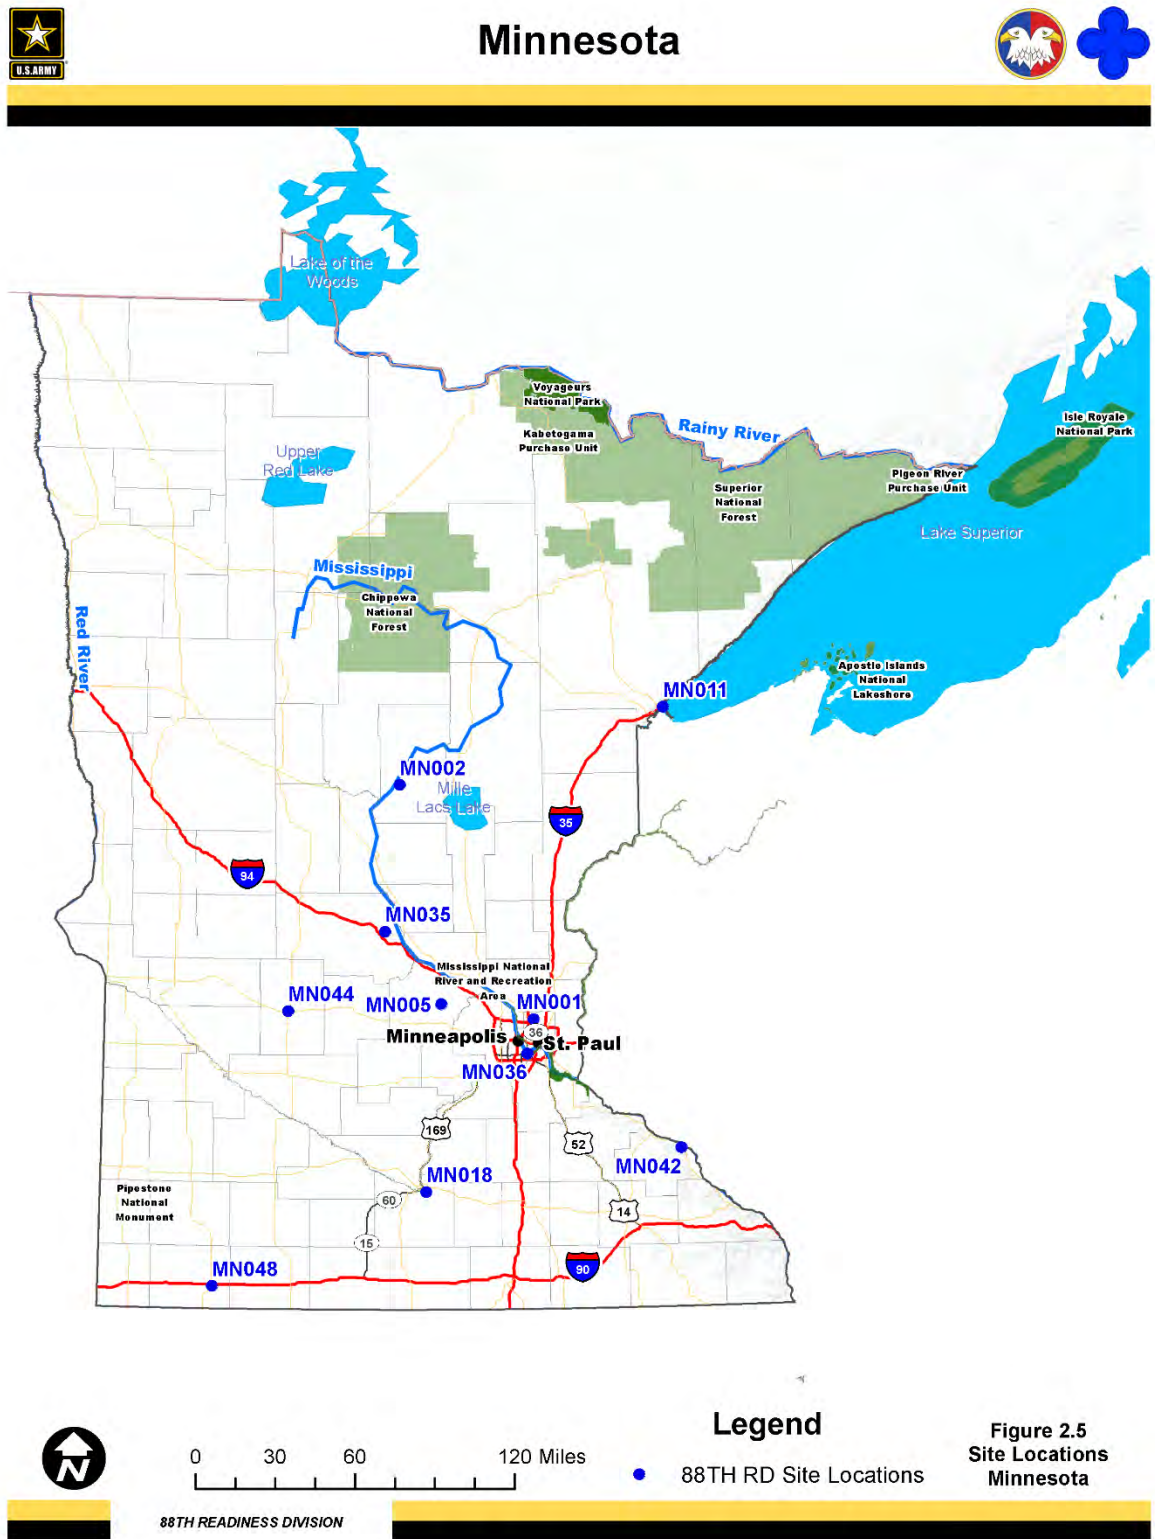 Minnesota
U.S.ARMY
Lake of the
Woods
Voyageurs
National Park
Isle Royale
National Park
Rainy River
Kabetogama
Purchase Unit
Upper
Red Lake
Pigeon River
Purchase Unit
Superior
National
Forest
Lake Superior
Mississippi
Chippewa
National
Forest
Red River
Apostle Islands
National
Lakeshore
MN011
MN002
Mille
Lacs Lake
35
94
MN035
Mississippi National
River and Recreation
Area
MN044
MN005
MN001
36
Minneapolis
St. Paul
MN036
169
52
MN042
MN018
Pipestone
National
Monument
60
14
15
MN048
90
N
0 30 60 120 Miles
Legend
88TH RD Site Locations
Figure 2.5
Site Locations
Minnesota
88TH READINESS DIVISION